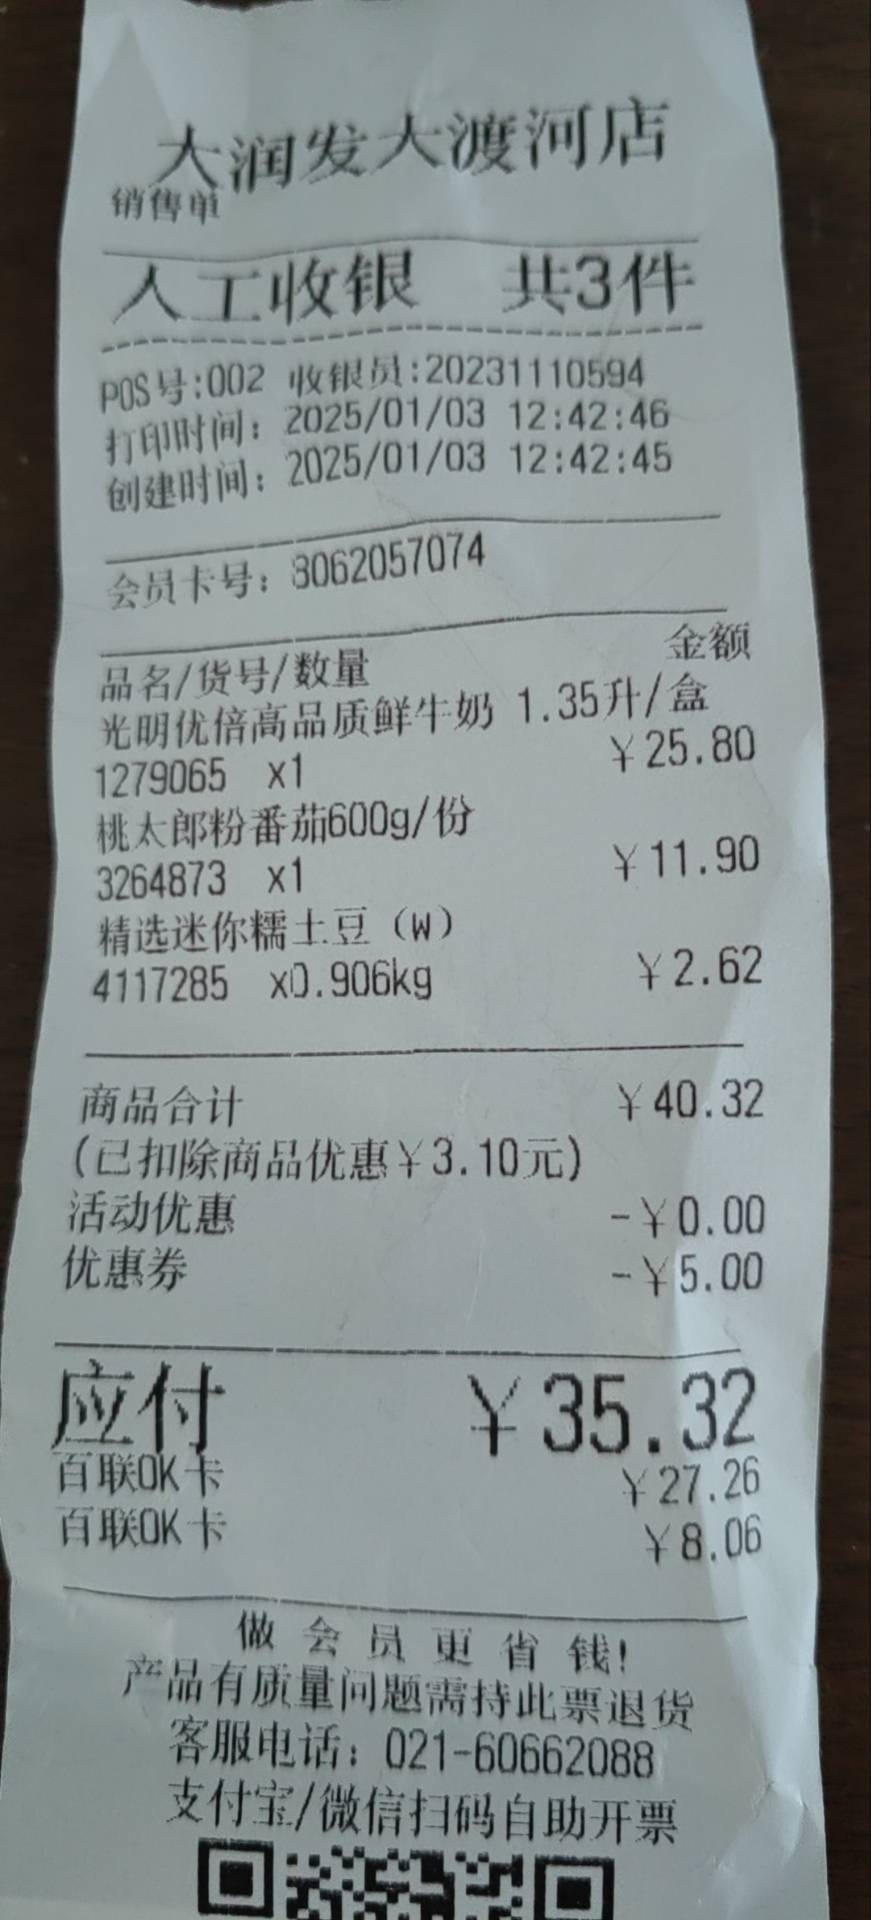 大润发大渡河店
销售单
人工收银 共3件
POS号:002 收银员:20231110594
打印时间: 2025/01/03 12:42:46
创建时间: 2025/01/03 12:42:45
会员卡号: 8062057074
品名/货号/数量 金额
光明优倍高品质鲜牛奶 1.35升/盒
1279065 x1 ¥25.80
桃太郎粉番茄600g/份
3264873 x1 ¥11.90
精选迷你糯土豆（W）
4117285 x0.906kg ¥2.62
商品合计 ¥40.32
(已扣除商品优惠¥3.10元)
活动优惠 -¥0.00
优惠券 -¥5.00
应付 ¥35.32
百联OK卡 ¥27.26
百联OK卡 ¥8.06
做会员更省钱!
产品有质量问题需持此票退货
客服电话: 021-60662088
支付宝/微信扫码自助开票